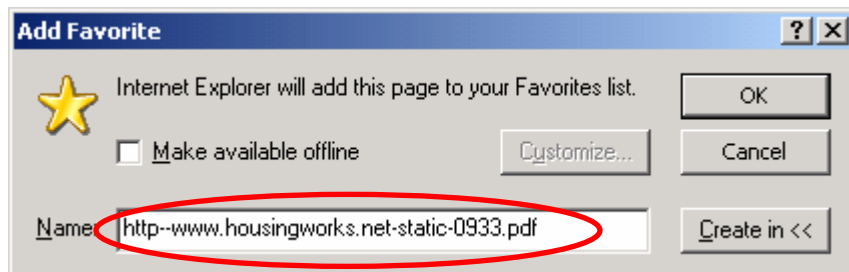 Add Favorite
Internet Explorer will add this page to your Favorites list.
OK
Make available offline
Customize...
Cancel
Name: http--www.housingworks.net-static-0933.pdf
Create in <<